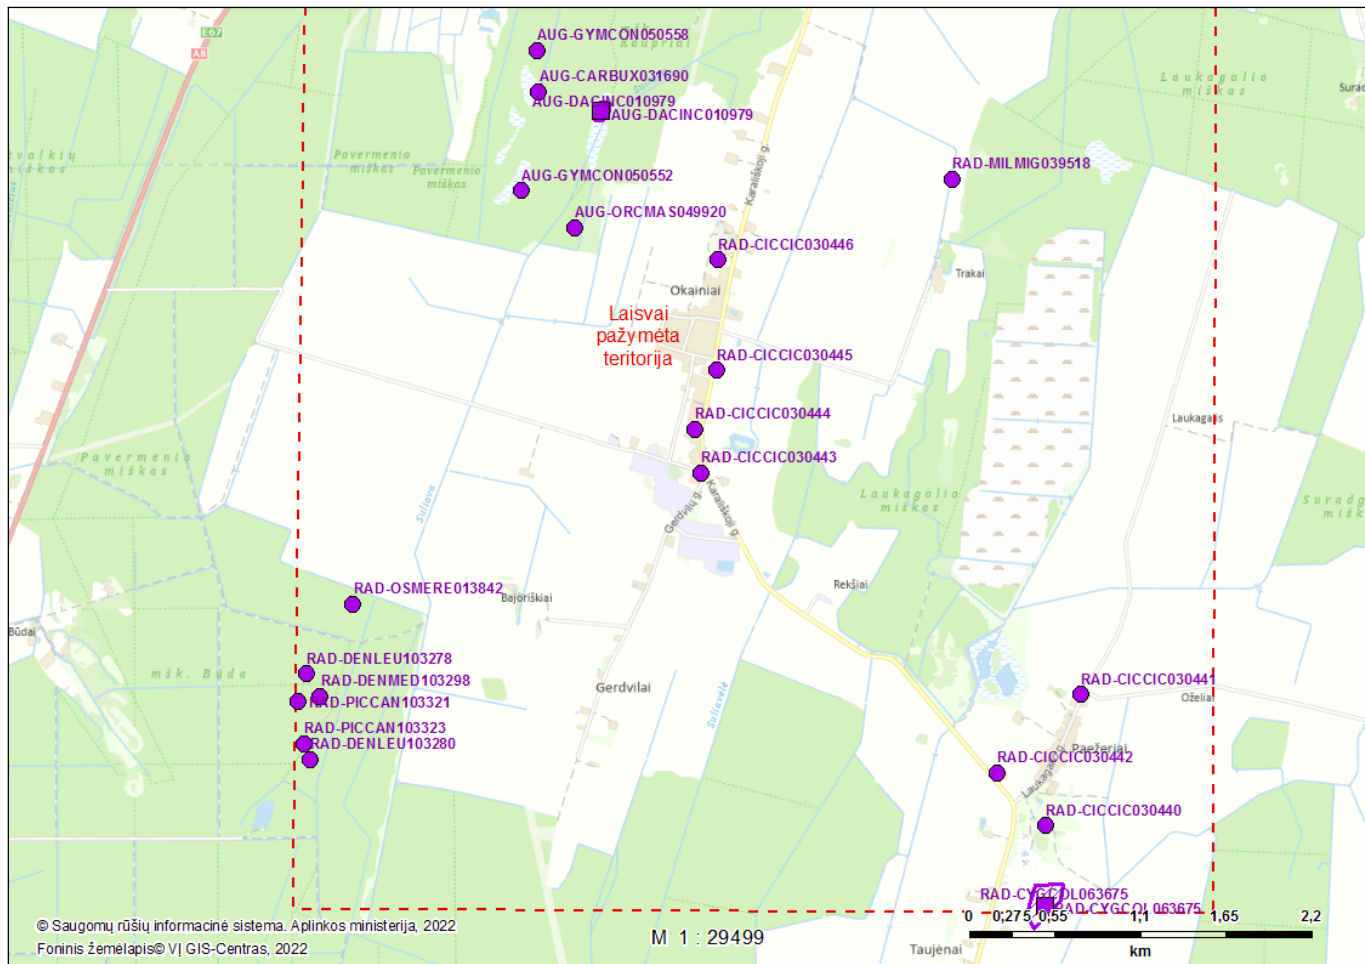 E67
A8
AUG-GYMCON050558
Kaupriai
AUG-CARBUX031690
AUG-DACINC010979
AUG-DACINC010979
Laukagalio
miškas
Pavermenio
miškas
Pavermenio
miškas
AUG-GYMCON050552
AUG-ORCMAS049920
Karališkoji g.
RAD-MILMIG039518
RAD-CICCIC030446
Okainiai
Trakai
Laisvai
pažymėta
teritorija
RAD-CICCIC030445
RAD-CICCIC030444
Laukagalis
RAD-CICCIC030443
Pavermenio
miškas
Suliava
Gerdvilų g.
Karališkoji g.
Laukagalio
miškas
RAD-OSMERE013842
Bajoriškiai
Rekšiai
Būdai
mšk. Būda
RAD-DENLEU103278
RAD-DENMED103298
RAD-PICCAN103321
Gerdvilai
Suliavėlė
RAD-CICCIC030441
Oželiai
RAD-PICCAN103323
RAD-DENLEU103280
Paežeriai
RAD-CICCIC030442
Laukagalio g.
RAD-CICCIC030440
RAD-CYGCOL063675
RAD-CYGCOL063675
Taujėnai
0 0,275 0,55 1,1 1,65 2,2
km
M 1 : 29499
© Saugomų rūšių informacinė sistema. Aplinkos ministerija, 2022
Foninis žemėlapis© VĮ GIS-Centras, 2022